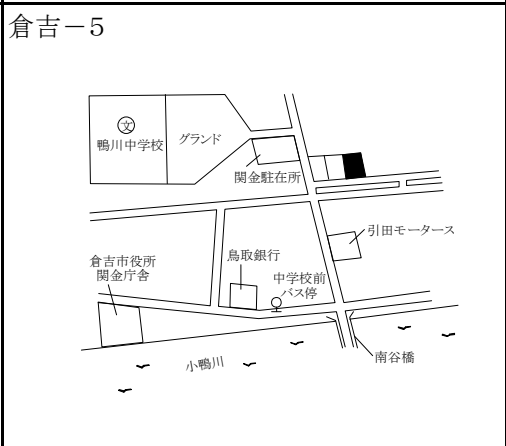 倉吉－5
文
鴨川中学校
グランド
関金駐在所
引田モータース
倉吉市役所
関金庁舎
鳥取銀行
中学校前
バス停
小鴨川
南谷橋